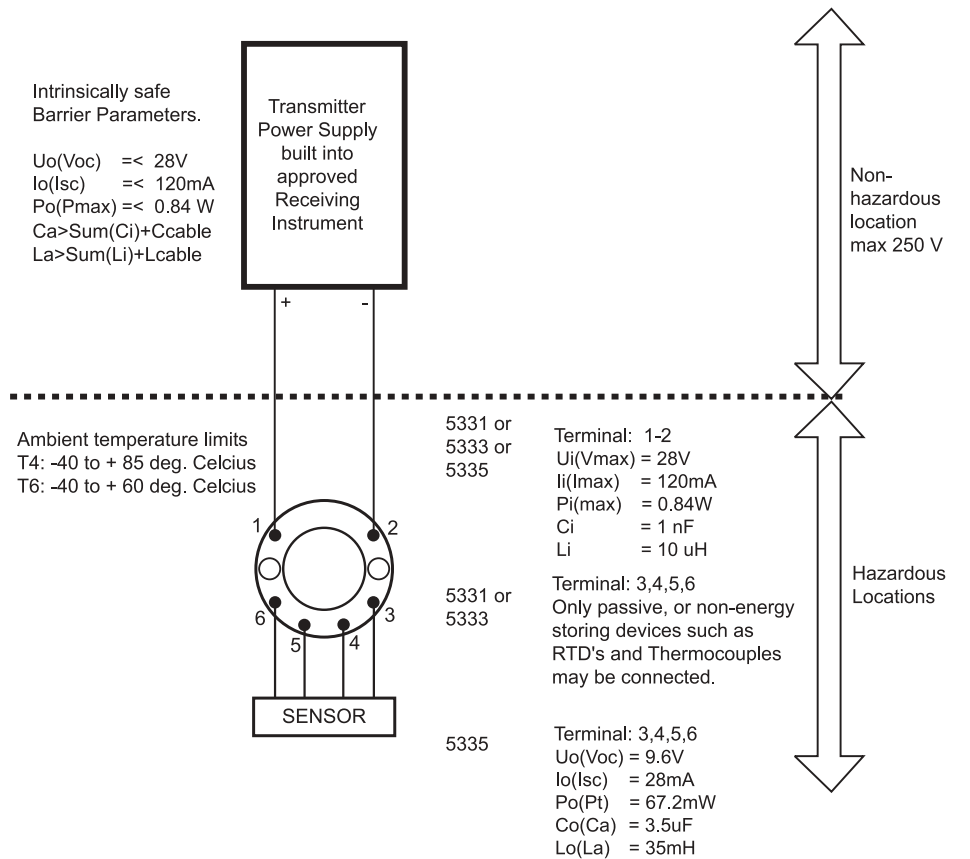 Intrinsically safe
Barrier Parameters.
Uo(Voc) =< 28V
Io(Isc) =< 120mA
Po(Pmax) =< 0.84 W
Ca>Sum(Ci)+Ccable
La>Sum(Li)+Lcable
Transmitter
Power Supply
built into
approved
Receiving
Instrument
+ -
Non-
hazardous
location
max 250 V
Ambient temperature limits
T4: -40 to + 85 deg. Celcius
T6: -40 to + 60 deg. Celcius
1 2
6 3
5 4
SENSOR
5331 or
5333 or
5335
Terminal: 1-2
Ui(Vmax) = 28V
Ii(Imax) = 120mA
Pi(max) = 0.84W
Ci = 1 nF
Li = 10 uH
5331 or
5333
Terminal: 3,4,5,6
Only passive, or non-energy
storing devices such as
RTD's and Thermocouples
may be connected.
Hazardous
Locations
5335
Terminal: 3,4,5,6
Uo(Voc) = 9.6V
Io(Isc) = 28mA
Po(Pt) = 67.2mW
Co(Ca) = 3.5uF
Lo(La) = 35mH